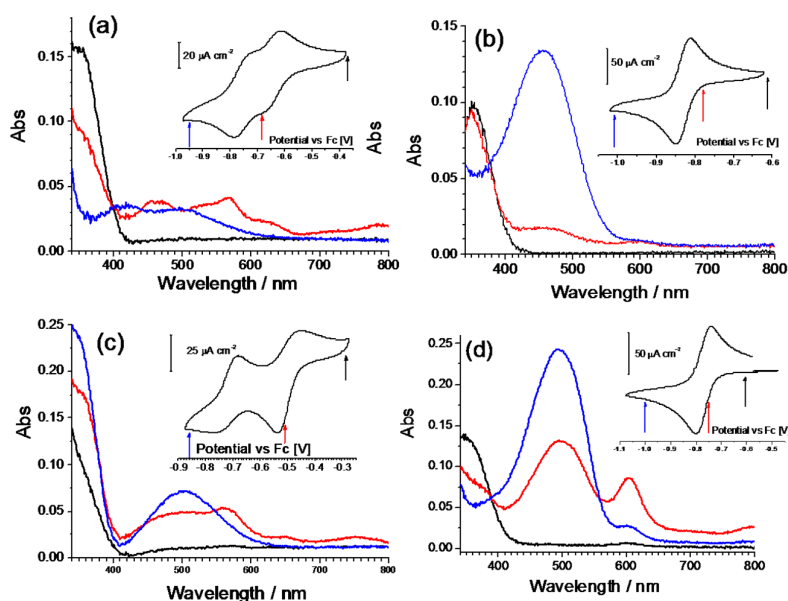 (a)
Abs
0.15
0.10
0.05
0.00
400 500 600 700 800
Wavelength / nm
20 µA cm⁻²
Potential vs Fc [V]
-1.0 -0.9 -0.8 -0.7 -0.6 -0.5 -0.4
(b)
Abs
0.15
0.10
0.05
0.00
400 500 600 700 800
Wavelength / nm
50 µA cm⁻²
Potential vs Fc [V]
-1.0 -0.9 -0.8 -0.7 -0.6
(c)
Abs
0.25
0.20
0.15
0.10
0.05
0.00
400 500 600 700 800
Wavelength / nm
25 µA cm⁻²
Potential vs Fc [V]
-0.9 -0.8 -0.7 -0.6 -0.5 -0.4 -0.3
(d)
Abs
0.25
0.20
0.15
0.10
0.05
0.00
400 500 600 700 800
Wavelength / nm
50 µA cm⁻²
Potential vs Fc [V]
-1.1 -1.0 -0.9 -0.8 -0.7 -0.6 -0.5